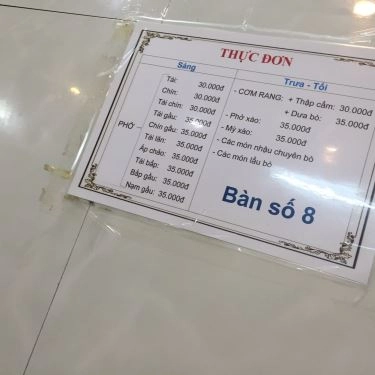 THỰC ĐƠN
Sáng
PHỞ
Tái: 30.000đ
Chín: 30.000đ
Tái chín: 30.000đ
Tái gầu: 35.000đ
Chín gầu: 35.000đ
Tái lăn: 35.000đ
Áp chảo: 35.000đ
Tái bắp: 35.000đ
Bắp gầu: 35.000đ
Nạm gầu: 35.000đ
Trưa - Tối
- CƠM RANG: + Thập cẩm: 30.000đ
+ Dưa bò: 35.000đ
- Phở xào: 35.000đ
- Mỳ xào: 35.000đ
- Các món nhậu chuyên bò
- Các món lẩu bò
Bàn số 8